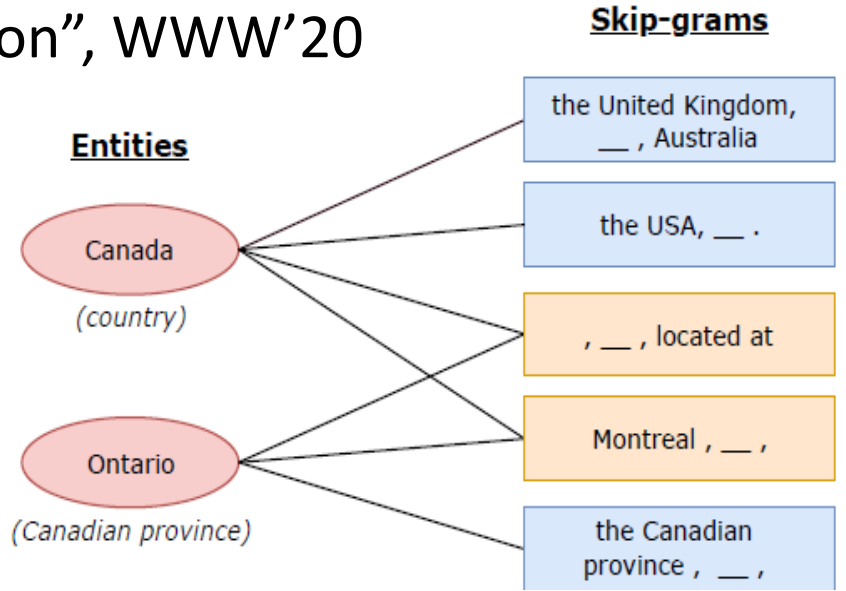 on”, WWW’20
Skip-grams
Entities
the United Kingdom,
__ , Australia
Canada
the USA, __ .
(country)
, __ , located at
Montreal , __ ,
Ontario
(Canadian province)
the Canadian
province , __ ,